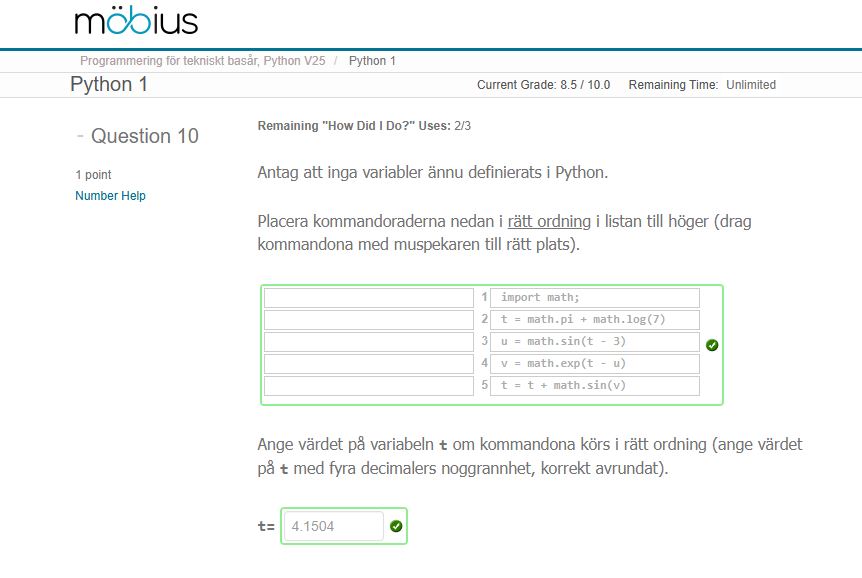 möbius
Programmering för tekniskt basår, Python V25 / Python 1
Python 1
Current Grade: 8.5 / 10.0 Remaining Time: Unlimited
- Question 10
1 point
Number Help
Remaining "How Did I Do?" Uses: 2/3
Antag att inga variabler ännu definierats i Python.
Placera kommandoraderna nedan i rätt ordning i listan till höger (drag
kommandona med muspekaren till rätt plats).
1 import math;
2 t = math.pi + math.log(7)
3 u = math.sin(t - 3)
4 v = math.exp(t - u)
5 t = t + math.sin(v)
Ange värdet på variabeln t om kommandona körs i rätt ordning (ange värdet
på t med fyra decimalers noggrannhet, korrekt avrundat).
t= 4.1504